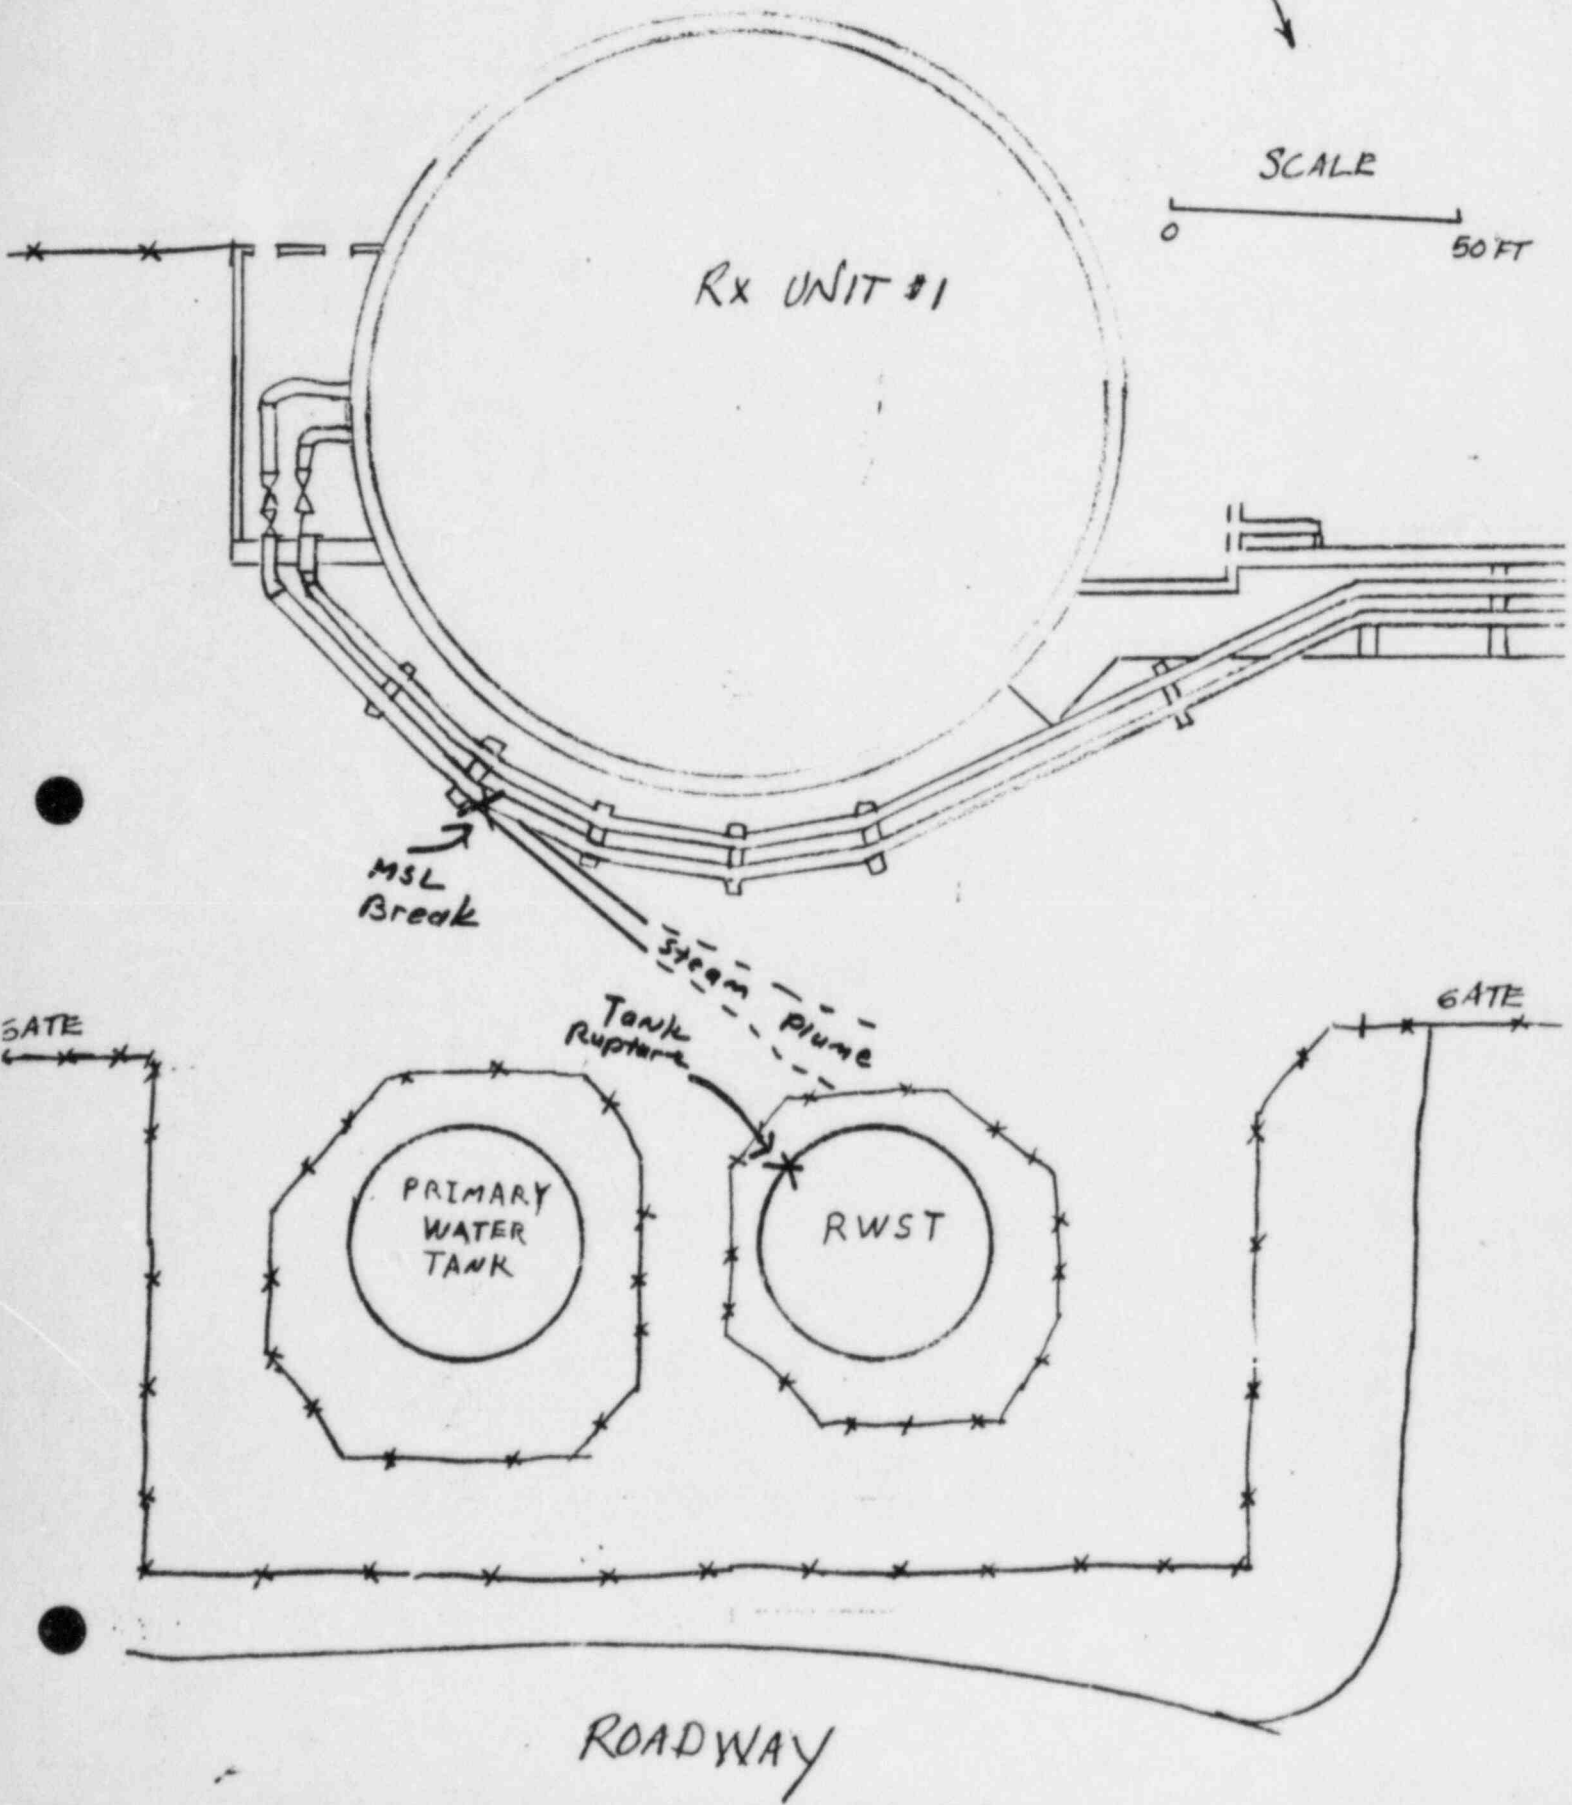 SCALE
0
50 FT
RX UNIT #1
MSL
Break
steam
plume
Tank
Rupture
GATE
GATE
PRIMARY
WATER
TANK
RWST
ROADWAY